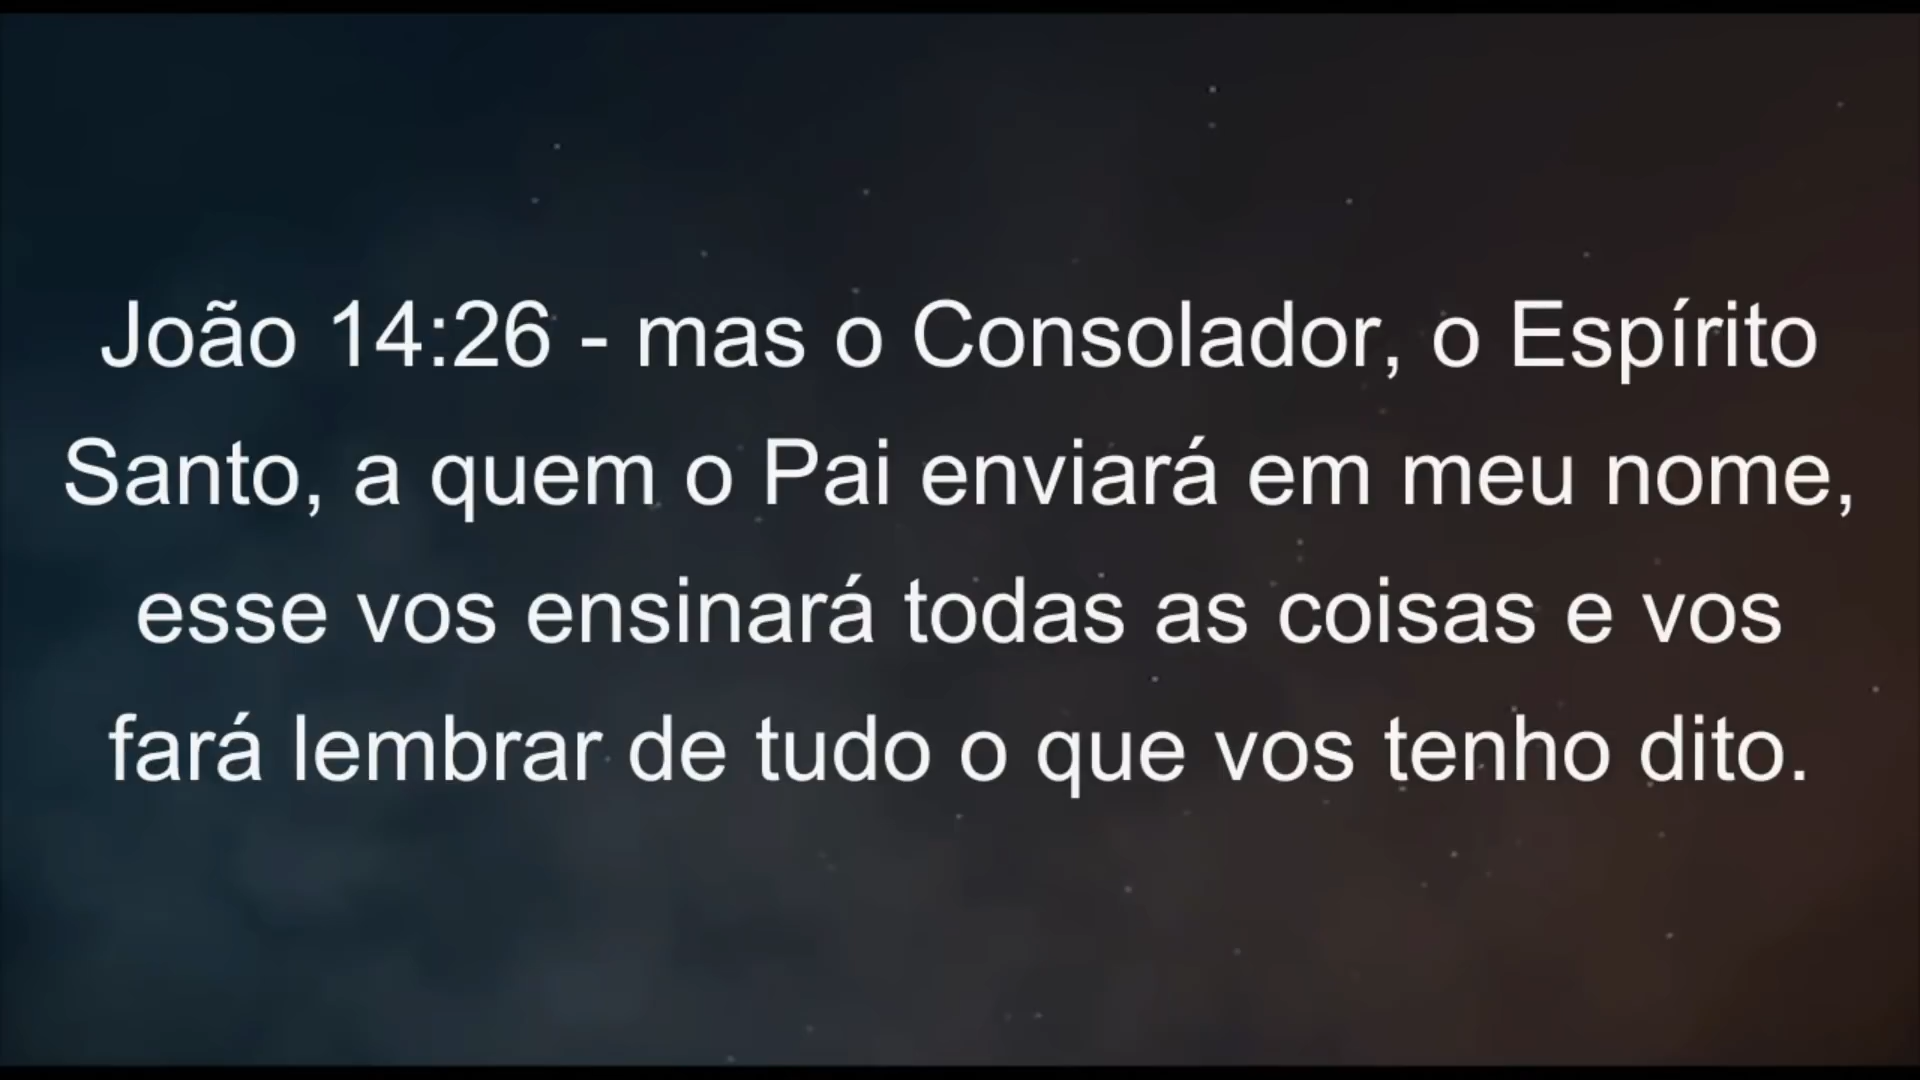 João 14:26 - mas o Consolador, o Espírito
Santo, a quem o Pai enviará em meu nome,
esse vos ensinará todas as coisas e vos
fará lembrar de tudo o que vos tenho dito.